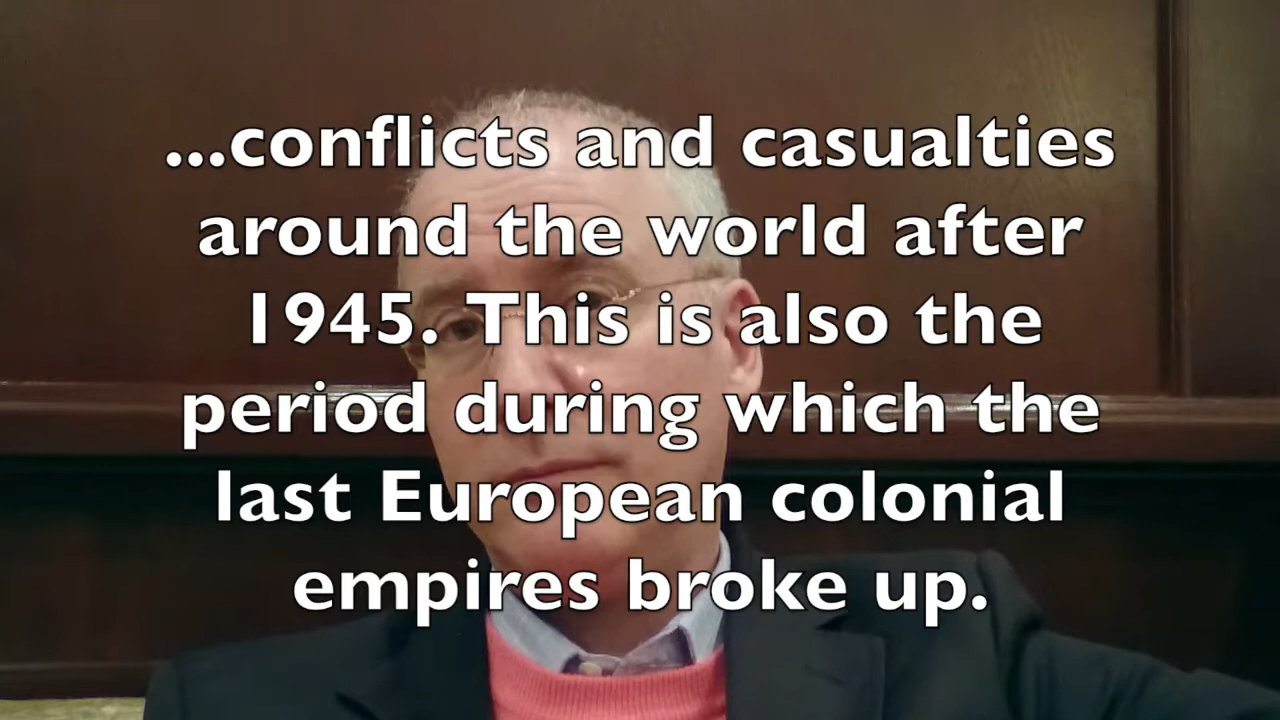 ...conflicts and casualties
around the world after
1945. This is also the
period during which the
last European colonial
empires broke up.